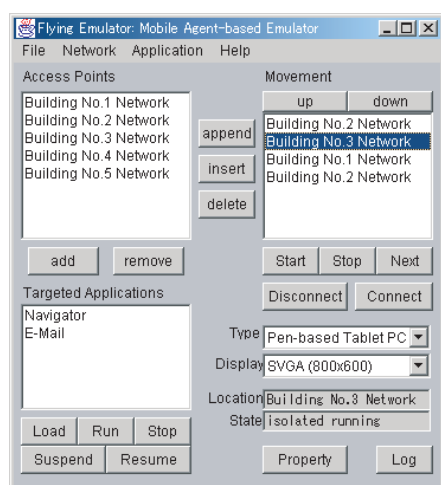 Flying Emulator: Mobile Agent-based Emulator
File Network Application Help
Access Points
Building No.1 Network
Building No.2 Network
Building No.3 Network
Building No.4 Network
Building No.5 Network
add remove
append
insert
delete
Movement
up down
Building No.2 Network
Building No.3 Network
Building No.1 Network
Building No.2 Network
Start Stop Next
Disconnect Connect
Targeted Applications
Navigator
E-Mail
Load Run Stop
Suspend Resume
Type Pen-based Tablet PC
Display SVGA (800x600)
Location Building No.3 Network
State isolated running
Property Log